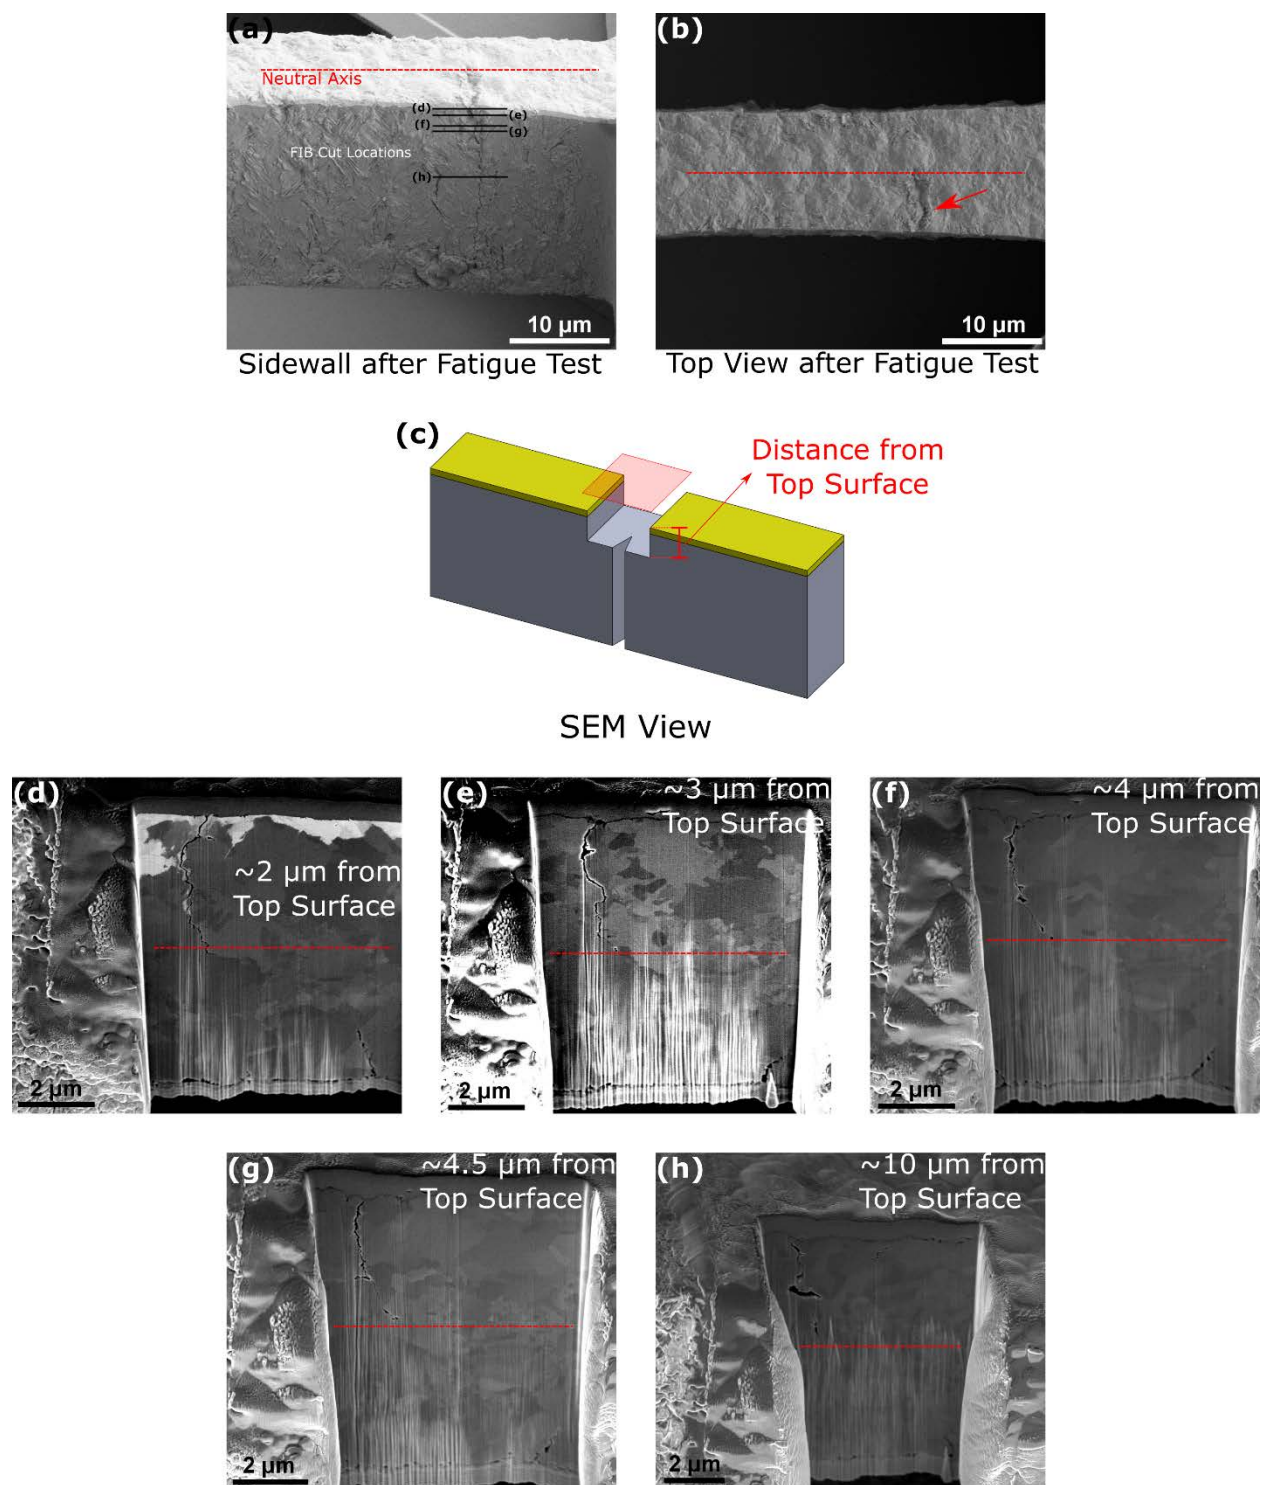 (a)
Neutral Axis
(d)
(e)
(f)
(g)
FIB Cut Locations
(h)
10 μm
Sidewall after Fatigue Test
(b)
10 μm
Top View after Fatigue Test
(c)
Distance from
Top Surface
SEM View
(d)
~2 μm from
Top Surface
2 μm
(e)
~3 μm from
Top Surface
2 μm
(f)
~4 μm from
Top Surface
2 μm
(g)
~4.5 μm from
Top Surface
2 μm
(h)
~10 μm from
Top Surface
2 μm